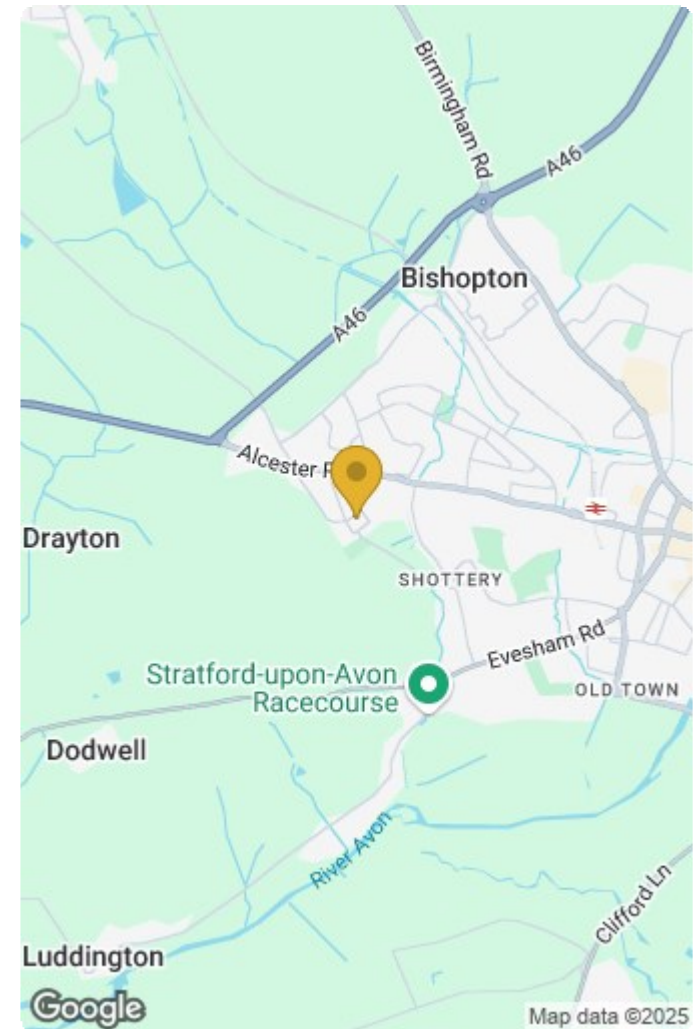 Birmingham Rd
A46
Bishopton
A46
Alcester R
Drayton
SHOTTERY
Evesham Rd
Stratford-upon-Avon
Racecourse
OLD TOWN
Dodwell
River Avon
Clifford Ln
Luddington
Google
Map data ©2025